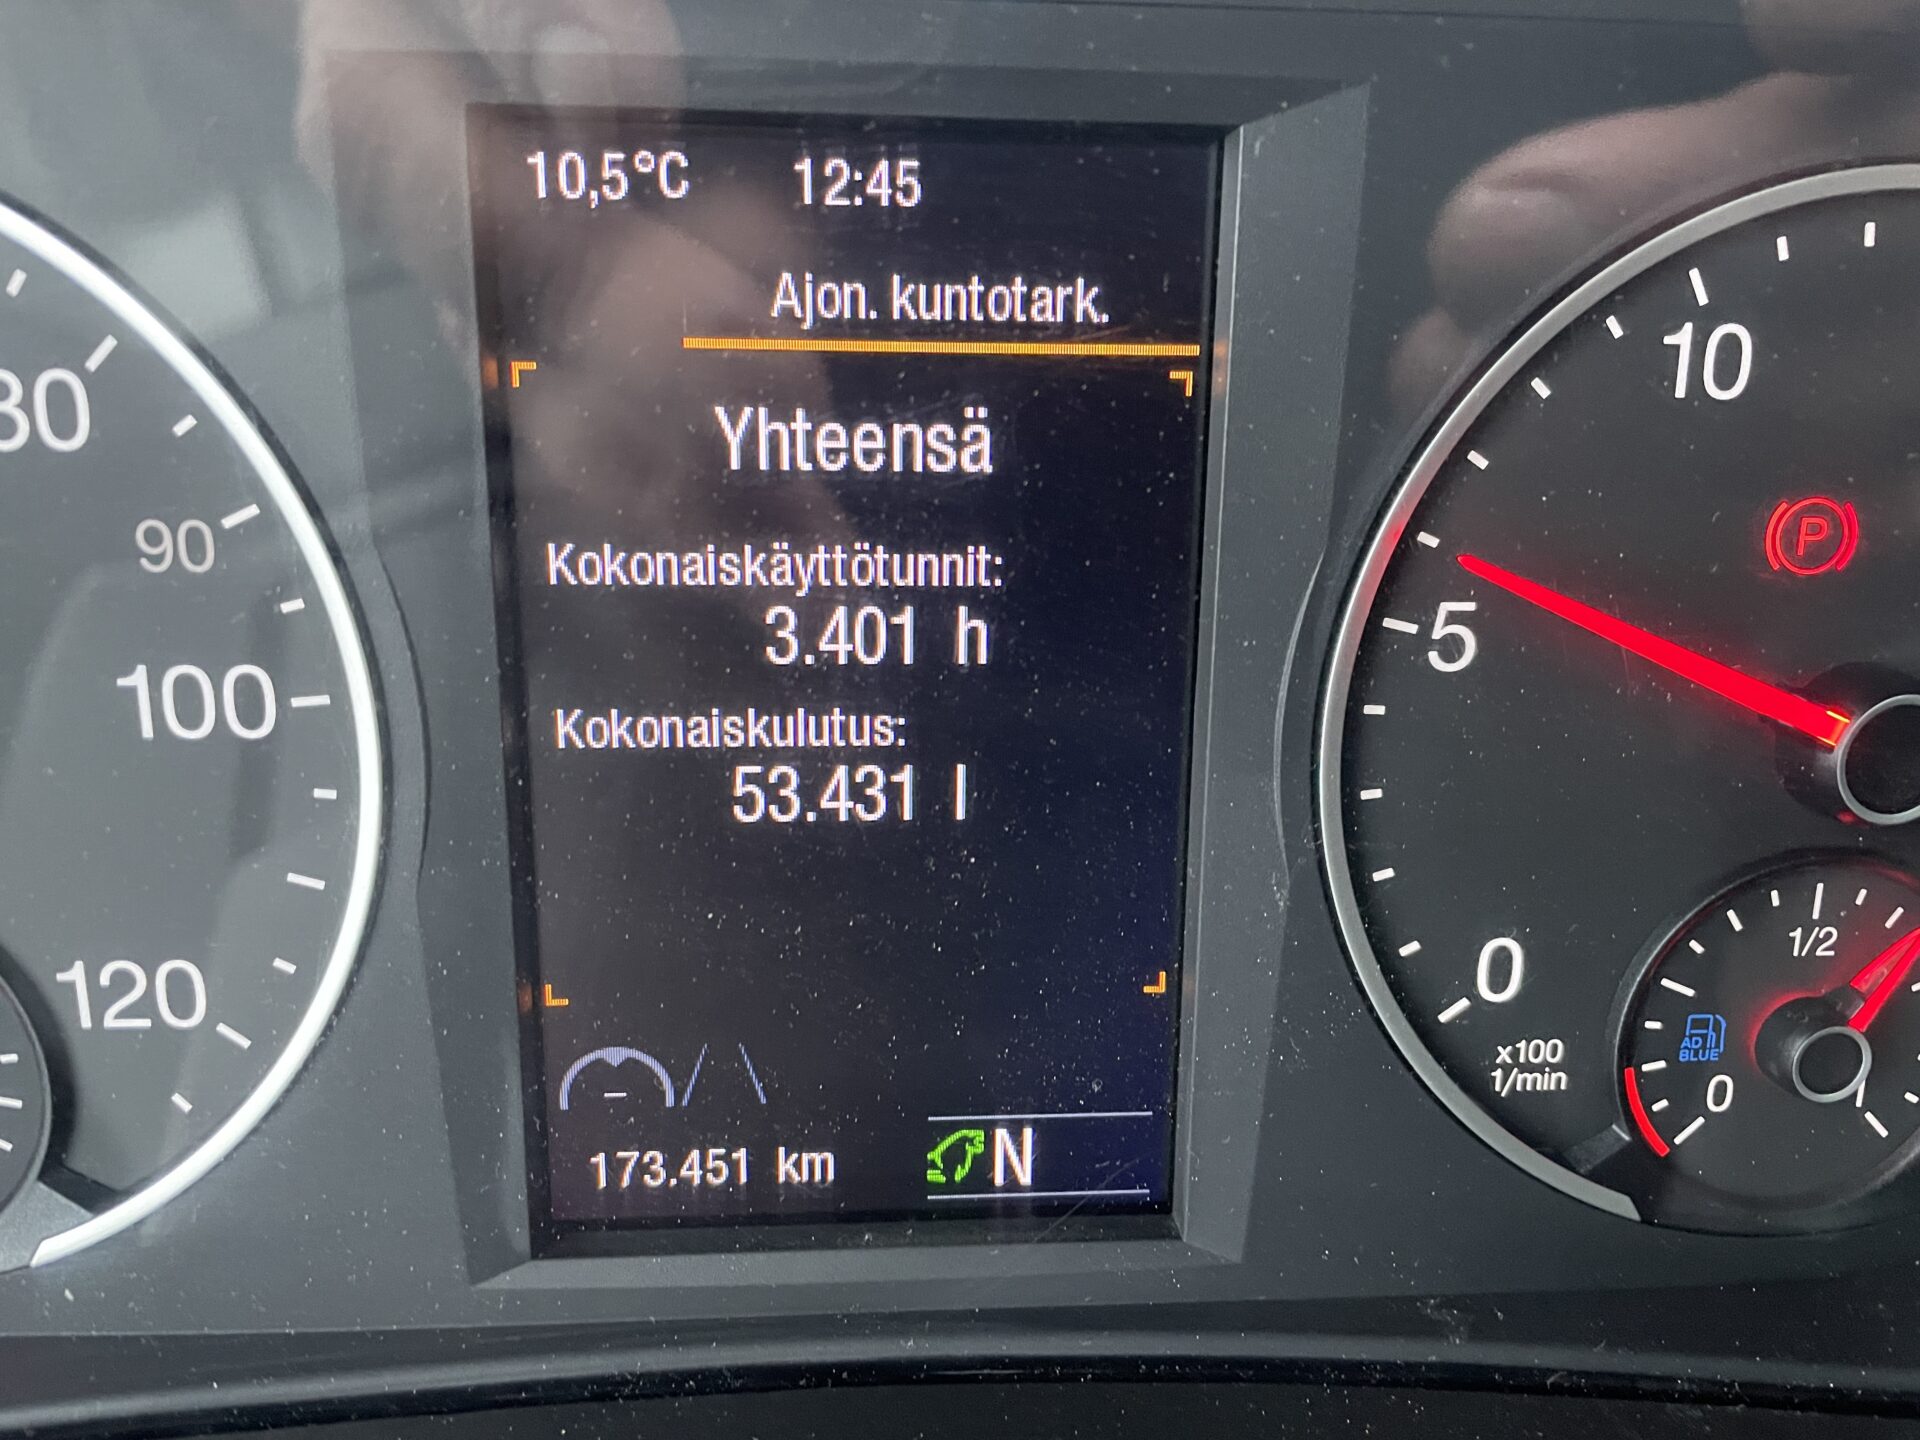 10,5°C 12:45
Ajon. kuntotark.
Yhteensä
Kokonaiskäyttötunnit:
3.401 h
Kokonaiskulutus:
53.431 l
173.451 km N
80
90
100
120
10
5
0
x100
1/min
P
1/2
AD
BLUE
0
1